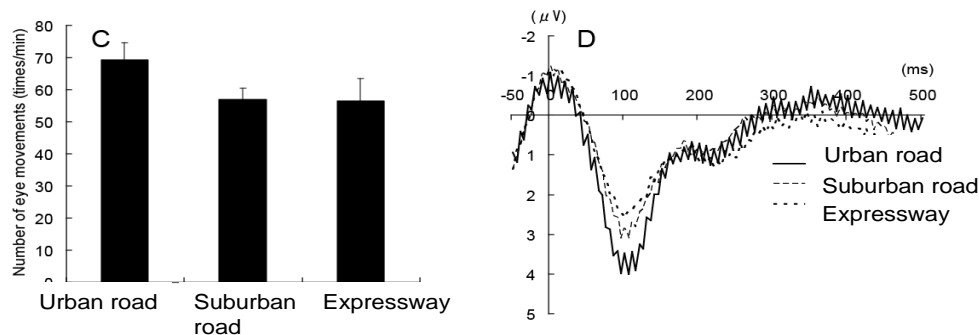 C
Number of eye movements (times/min)
80
70
60
50
40
30
20
10
0
Urban road
Suburban road
Expressway
D
(μV)
-2
-1
0
1
2
3
4
5
(ms)
-50
0
100
200
300
400
500
Urban road
Suburban road
Expressway